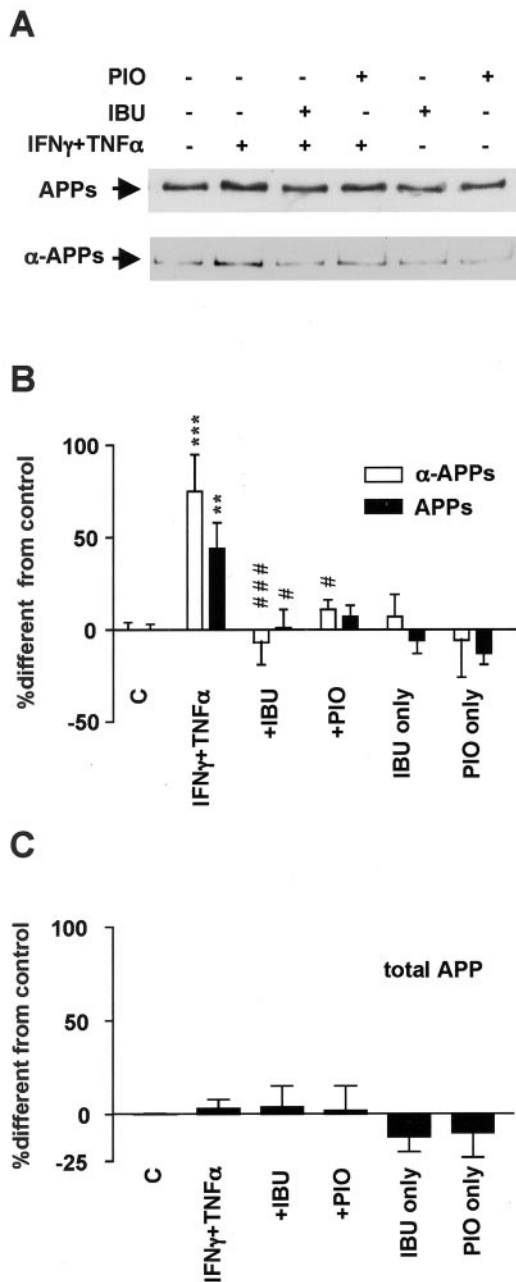 A
PIO - - - + - +
IBU - - + - + -
IFNγ+TNFα - + + + - -
APPs
α-APPs
B
%different from control
100
50
0
-50
***
**
###
#
#
α-APPs
APPs
C
IFNγ+TNFα
+IBU
+PIO
IBU only
PIO only
C
%different from control
100
50
0
-25
total APP
C
IFNγ+TNFα
+IBU
+PIO
IBU only
PIO only